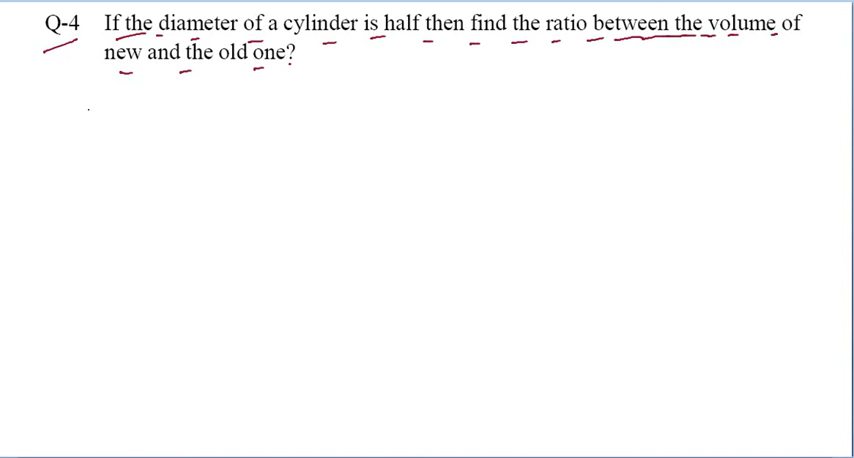 Q-4 If the diameter of a cylinder is half then find the ratio between the volume of
new and the old one?